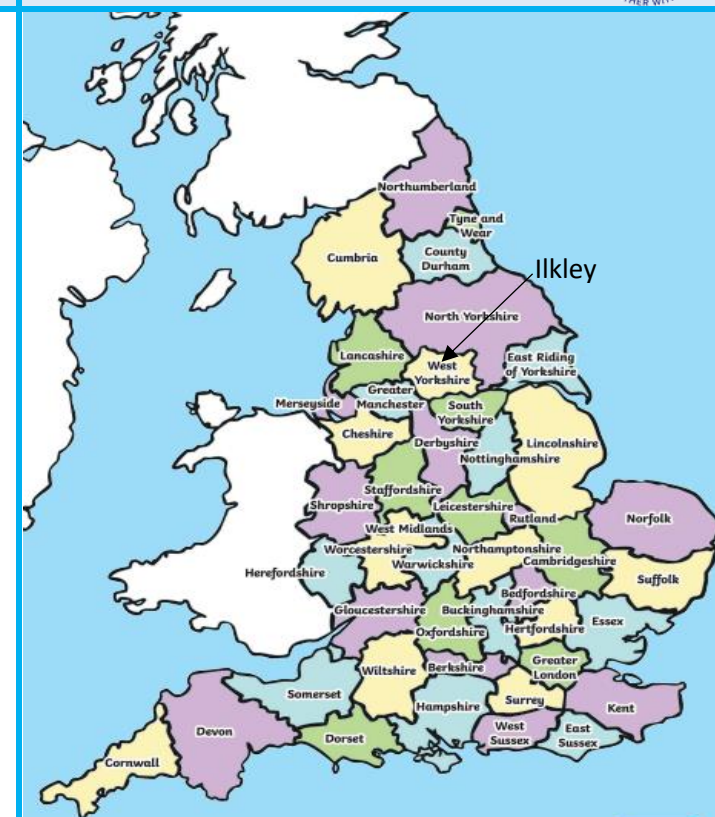 Northumberland
Tyne and
Wear
Cumbria
County
Durham
Ilkley
North Yorkshire
Lancashire
West
Yorkshire
East Riding
of Yorkshire
Greater
Manchester
Merseyside
South
Yorkshire
Cheshire
Derbyshire
Lincolnshire
Nottinghamshire
Staffordshire
Shropshire
Leicestershire
Rutland
Norfolk
West Midlands
Worcestershire
Northamptonshire
Cambridgeshire
Warwickshire
Herefordshire
Suffolk
Bedfordshire
Gloucestershire
Buckinghamshire
Essex
Oxfordshire
Hertfordshire
Greater
London
Wiltshire
Berkshire
Somerset
Surrey
Hampshire
Kent
Devon
Dorset
West
Sussex
East
Sussex
Cornwall